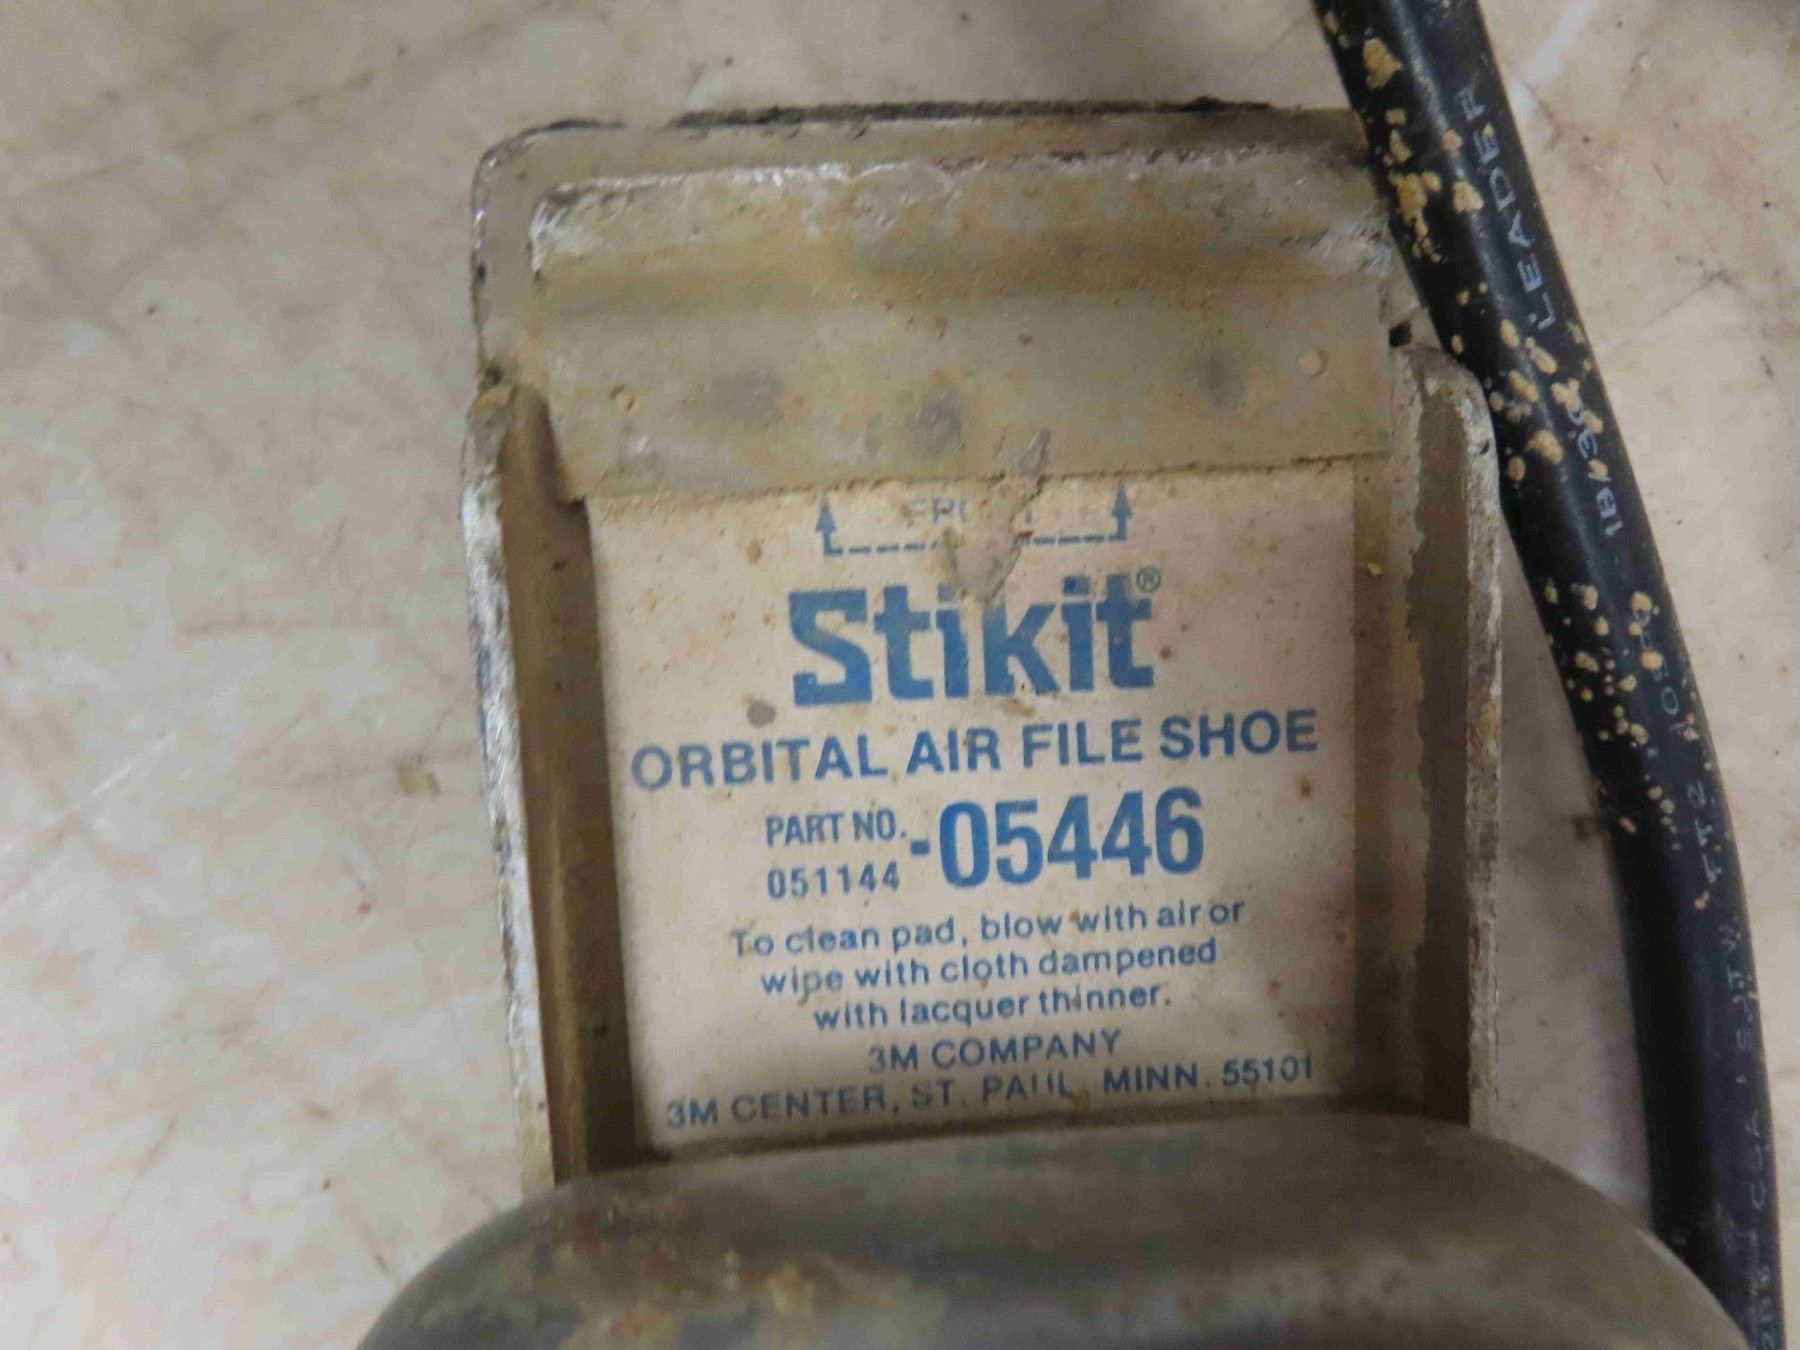 Stikit®
ORBITAL AIR FILE SHOE
PART NO. -05446
051144
To clean pad, blow with air or
wipe with cloth dampened
with lacquer thinner.
3M COMPANY
3M CENTER, ST. PAUL, MINN. 55101
LEADER